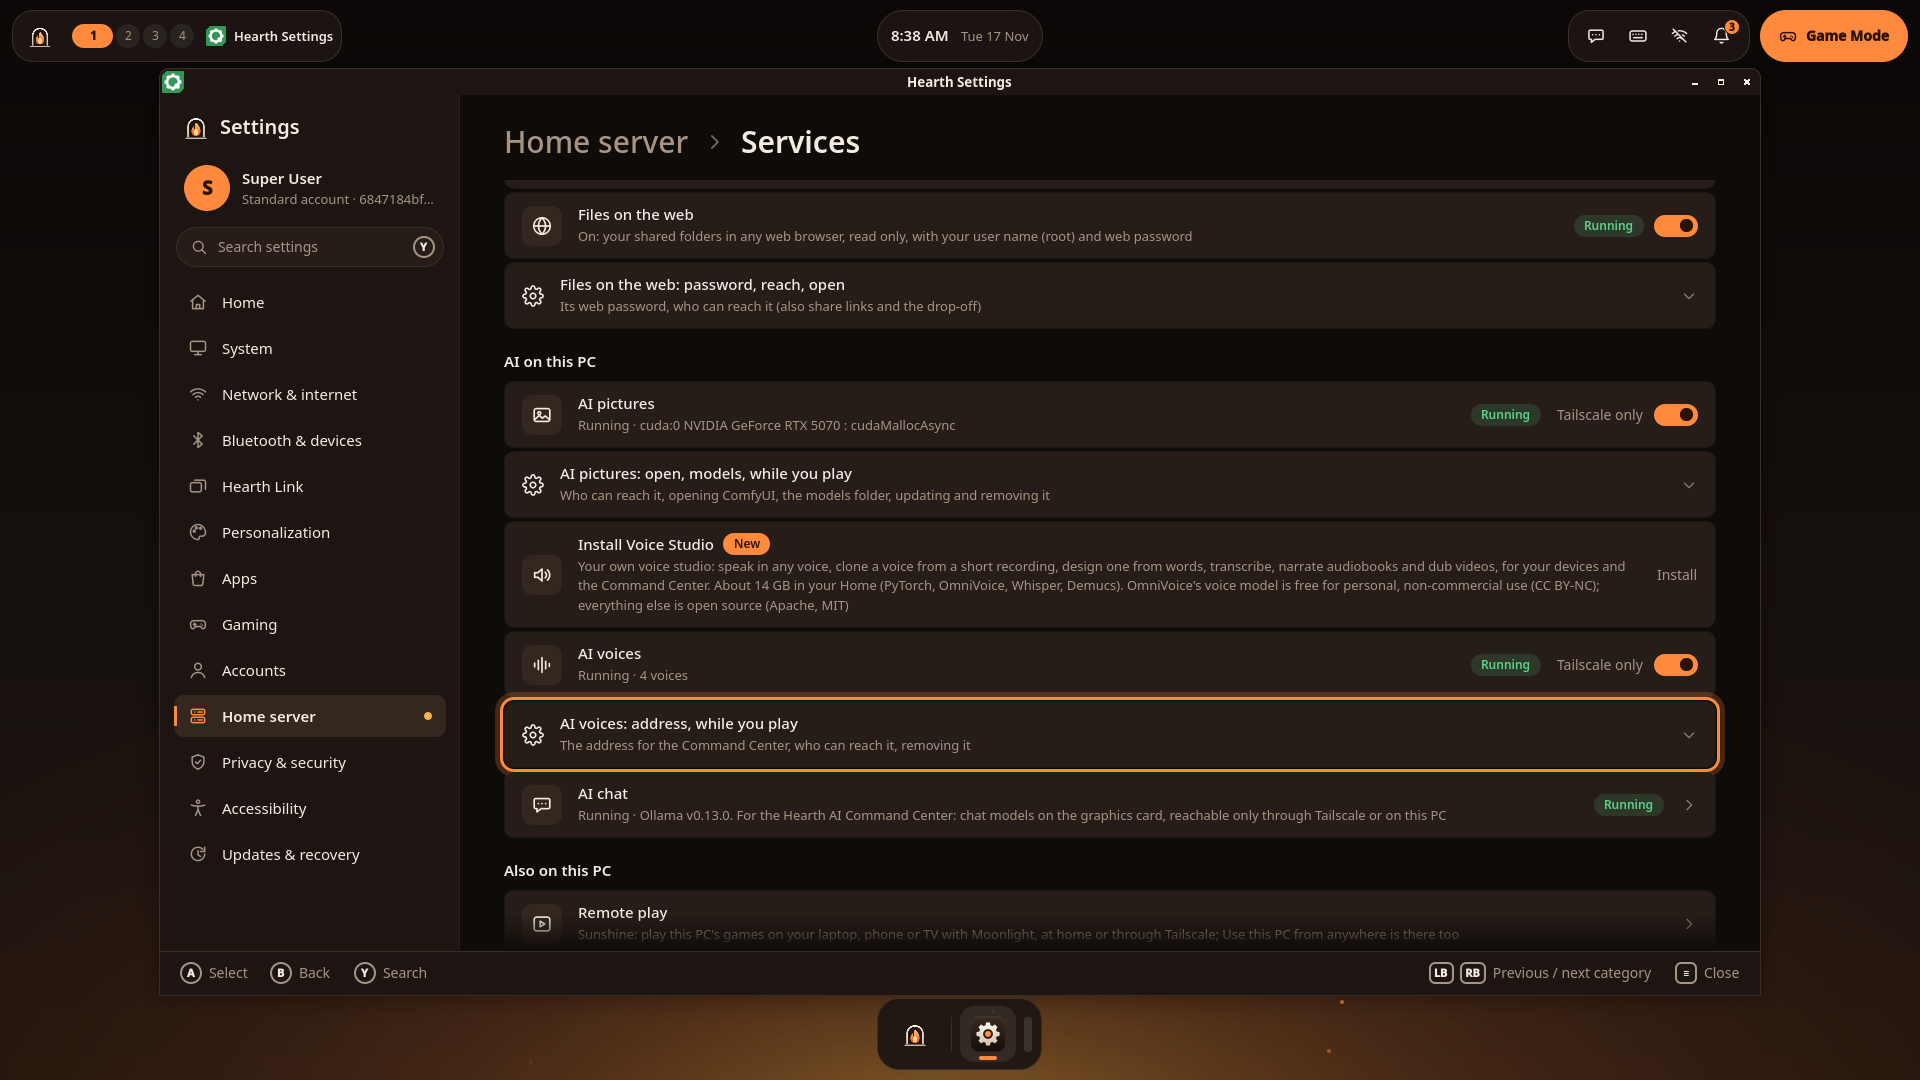 1 2 3 4 Hearth Settings
8:38 AM Tue 17 Nov
3
Game Mode
Hearth Settings
Settings
S
Super User
Standard account · 6847184bf...
Search settings Y
Home
System
Network & internet
Bluetooth & devices
Hearth Link
Personalization
Apps
Gaming
Accounts
Home server
Privacy & security
Accessibility
Updates & recovery
Home server > Services
Files on the web
On: your shared folders in any web browser, read only, with your user name (root) and web password
Running
Files on the web: password, reach, open
Its web password, who can reach it (also share links and the drop-off)
AI on this PC
AI pictures
Running · cuda:0 NVIDIA GeForce RTX 5070 : cudaMallocAsync
Running Tailscale only
AI pictures: open, models, while you play
Who can reach it, opening ComfyUI, the models folder, updating and removing it
Install Voice Studio New
Your own voice studio: speak in any voice, clone a voice from a short recording, design one from words, transcribe, narrate audiobooks and dub videos, for your devices and
the Command Center. About 14 GB in your Home (PyTorch, OmniVoice, Whisper, Demucs). OmniVoice's voice model is free for personal, non-commercial use (CC BY-NC);
everything else is open source (Apache, MIT)
Install
AI voices
Running · 4 voices
Running Tailscale only
AI voices: address, while you play
The address for the Command Center, who can reach it, removing it
AI chat
Running · Ollama v0.13.0. For the Hearth AI Command Center: chat models on the graphics card, reachable only through Tailscale or on this PC
Running
Also on this PC
Remote play
Sunshine: play this PC's games on your laptop, phone or TV with Moonlight, at home or through Tailscale; Use this PC from anywhere is there too
A Select B Back Y Search
LB RB Previous / next category Close